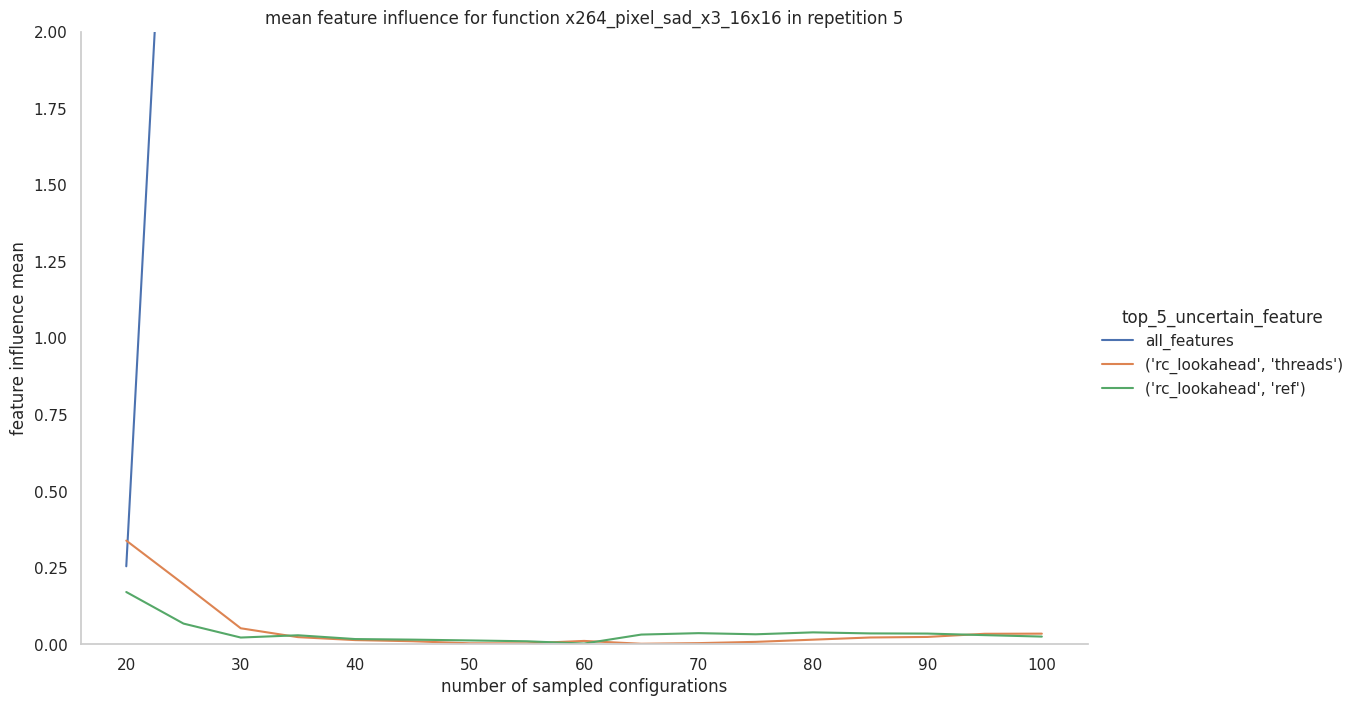 mean feature influence for function x264_pixel_sad_x3_16x16 in repetition 5
2.00
1.75
1.50
1.25
1.00
0.75
0.50
0.25
0.00
feature influence mean
20 30 40 50 60 70 80 90 100
number of sampled configurations
top_5_uncertain_feature
all_features
('rc_lookahead', 'threads')
('rc_lookahead', 'ref')